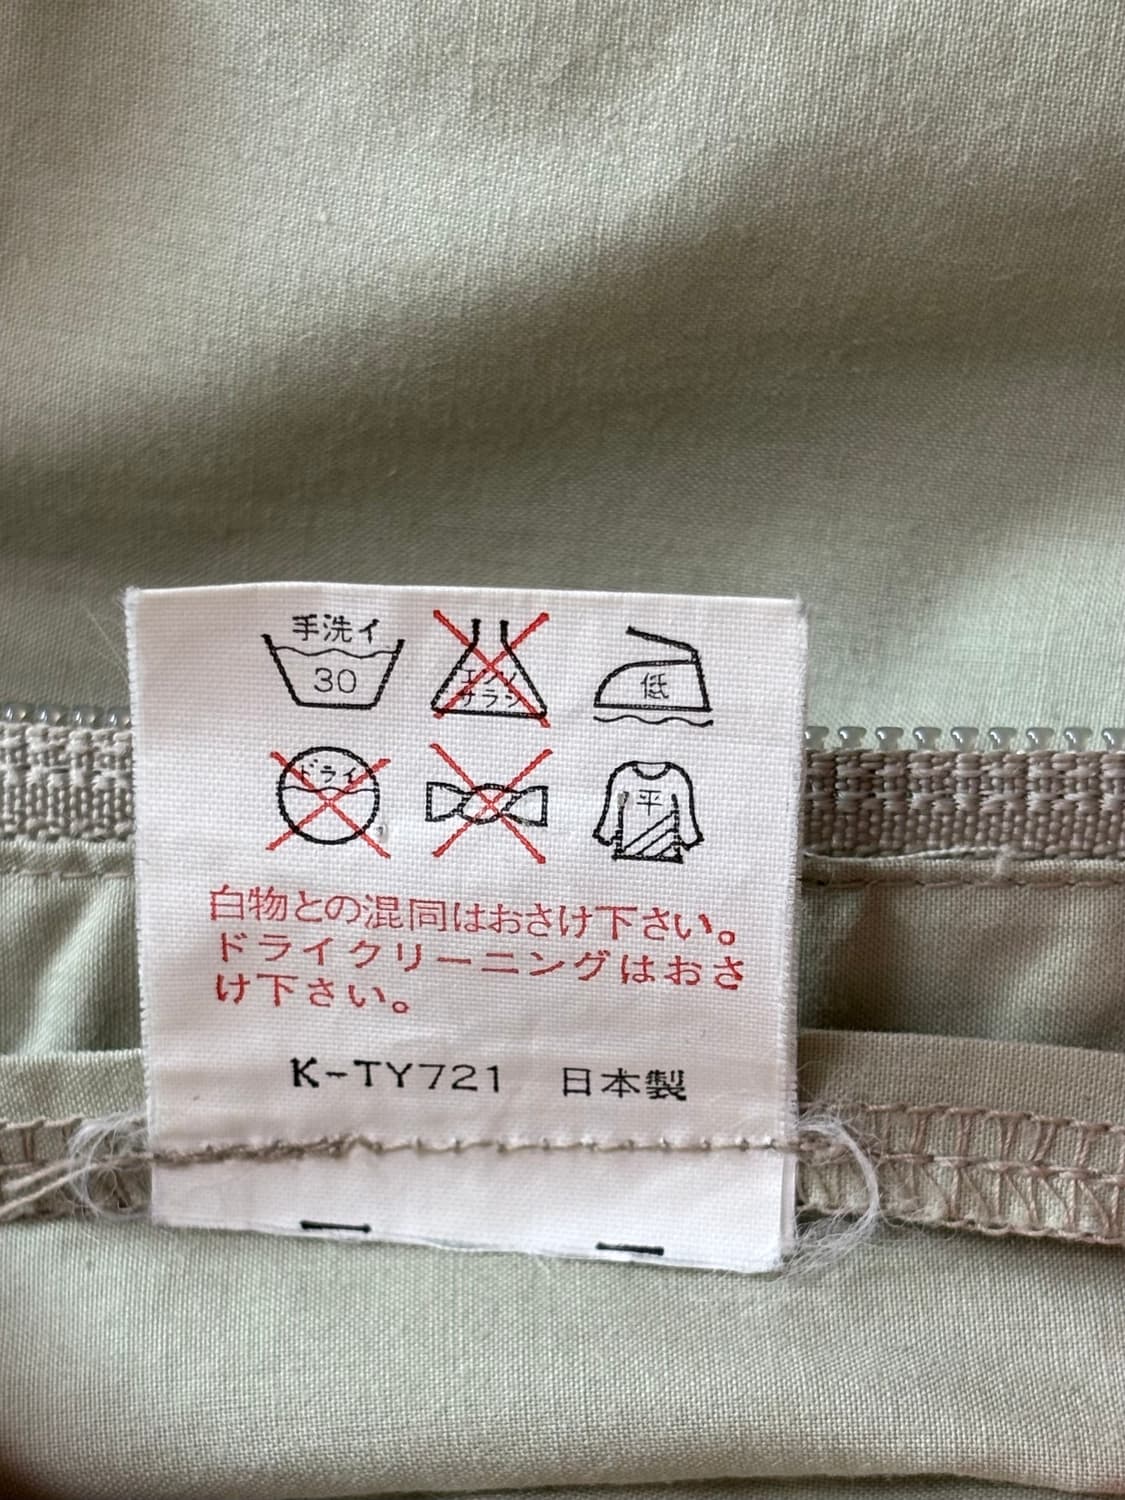 手洗イ
30
エンソ
サラシ
低
ドライ
平
白物との混同はおさけ下さい。
ドライクリーニングはおさ
け下さい。
K-TY721 日本製